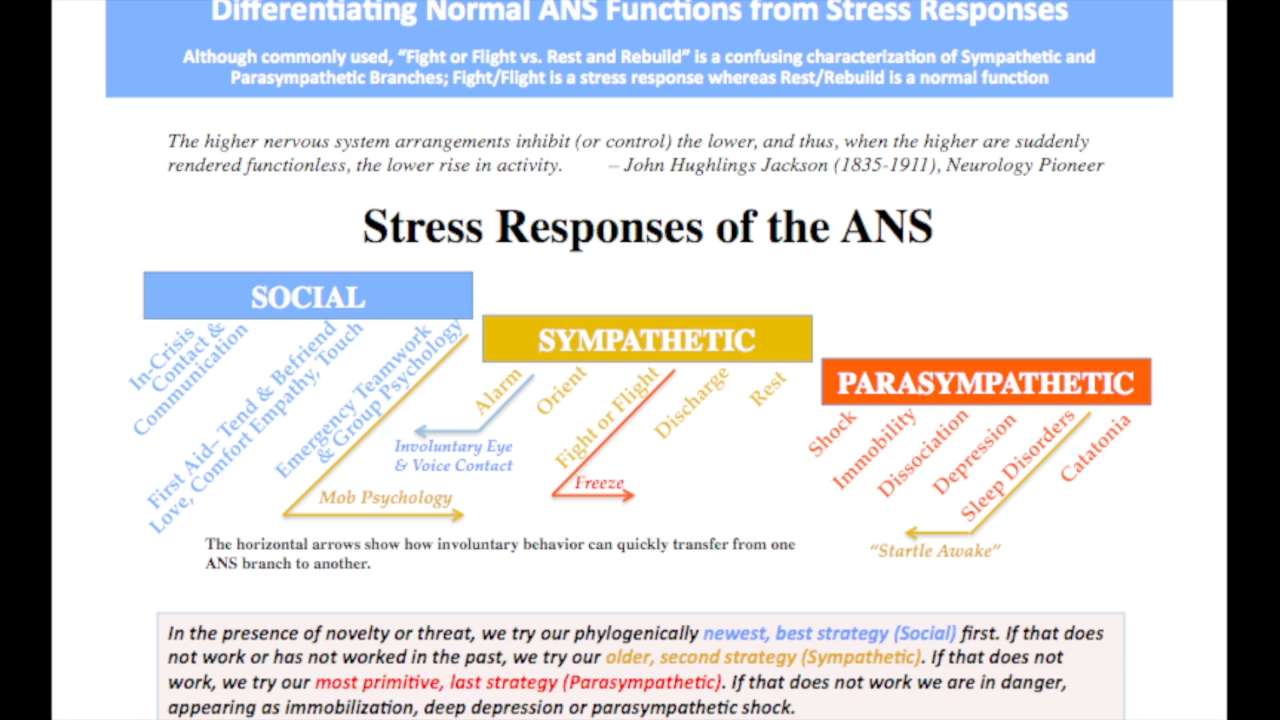 Differentiating Normal ANS Functions from Stress Responses
Although commonly used, “Fight or Flight vs. Rest and Rebuild” is a confusing characterization of Sympathetic and
Parasympathetic Branches; Fight/Flight is a stress response whereas Rest/Rebuild is a normal function
The higher nervous system arrangements inhibit (or control) the lower, and thus, when the higher are suddenly
rendered functionless, the lower rise in activity. – John Hughlings Jackson (1835-1911), Neurology Pioneer
Stress Responses of the ANS
SOCIAL
In-Crisis
Contact &
Communication
First Aid– Tend & Befriend
Love, Comfort Empathy, Touch
Emergency Teamwork
& Group Psychology
Mob Psychology
SYMPATHETIC
Alarm
Involuntary Eye
& Voice Contact
Orient
Fight or Flight
Freeze
Discharge
Rest
PARASYMPATHETIC
Shock
Immobility
Dissociation
Depression
Sleep Disorders
“Startle Awake”
Catatonia
The horizontal arrows show how involuntary behavior can quickly transfer from one
ANS branch to another.
In the presence of novelty or threat, we try our phylogenically newest, best strategy (Social) first. If that does
not work or has not worked in the past, we try our older, second strategy (Sympathetic). If that does not
work, we try our most primitive, last strategy (Parasympathetic). If that does not work we are in danger,
appearing as immobilization, deep depression or parasympathetic shock.